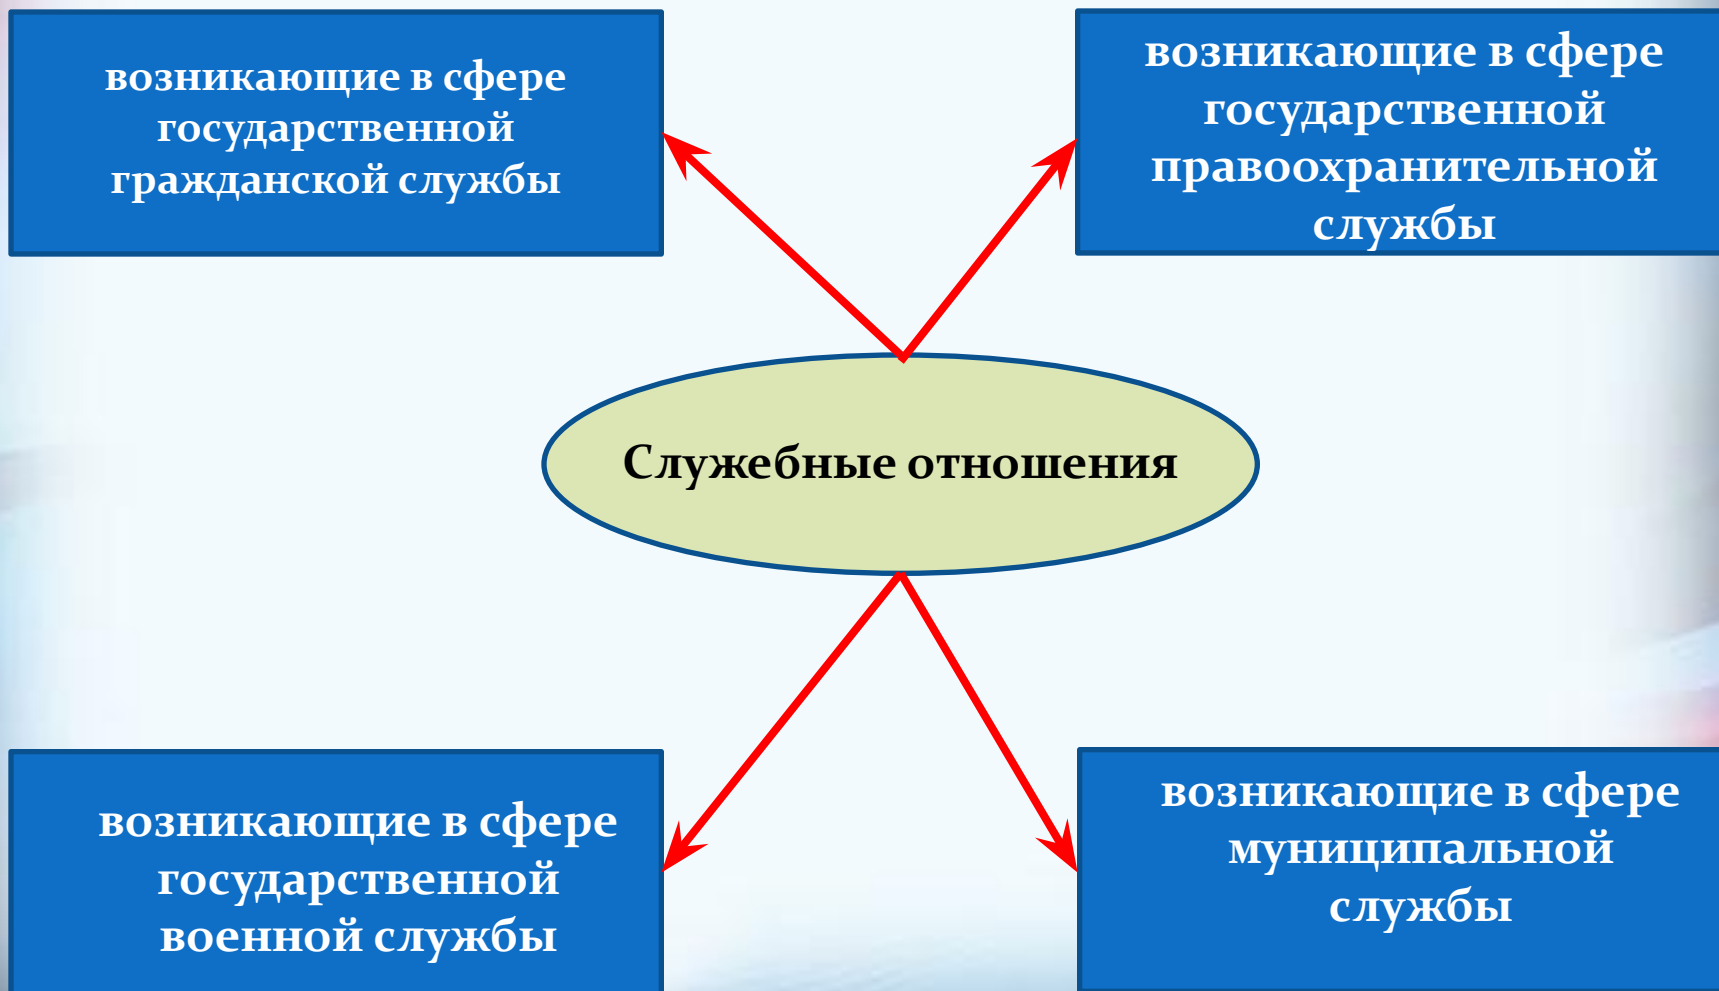 возникающие в сфере
государственной
гражданской службы
возникающие в сфере
государственной
правоохранительной
службы
Служебные отношения
возникающие в сфере
государственной
военной службы
возникающие в сфере
муниципальной
службы